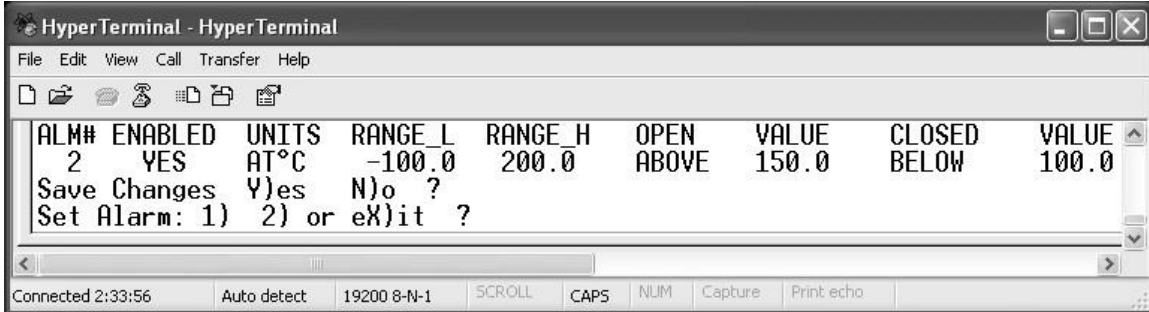 HyperTerminal - HyperTerminal
File Edit View Call Transfer Help
ALM# ENABLED UNITS RANGE_L RANGE_H OPEN VALUE CLOSED VALUE
2 YES AT°C -100.0 200.0 ABOVE 150.0 BELOW 100.0
Save Changes Y)es N)o ?
Set Alarm: 1) 2) or eX)it ?
Connected 2:33:56 Auto detect 19200 8-N-1 SCROLL CAPS NUM Capture Print echo